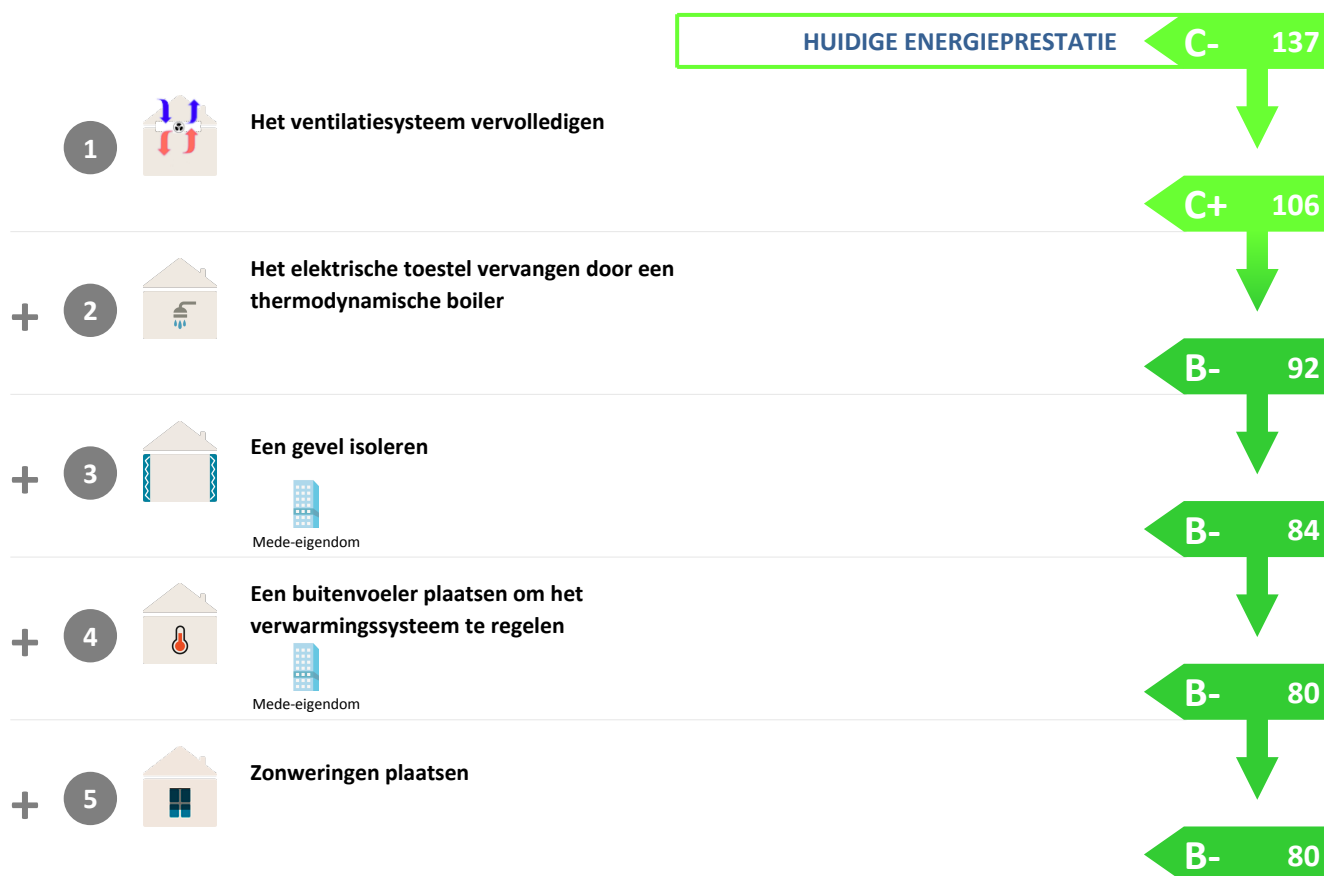 HUIDIGE ENERGIEPRESTATIE C- 137
1 Het ventilatiesysteem vervolledigen
C+ 106
+ 2 Het elektrische toestel vervangen door een
thermodynamische boiler
B- 92
+ 3 Een gevel isoleren
Mede-eigendom
B- 84
+ 4 Een buitenvoeler plaatsen om het
verwarmingssysteem te regelen
Mede-eigendom
B- 80
+ 5 Zonweringen plaatsen
B- 80